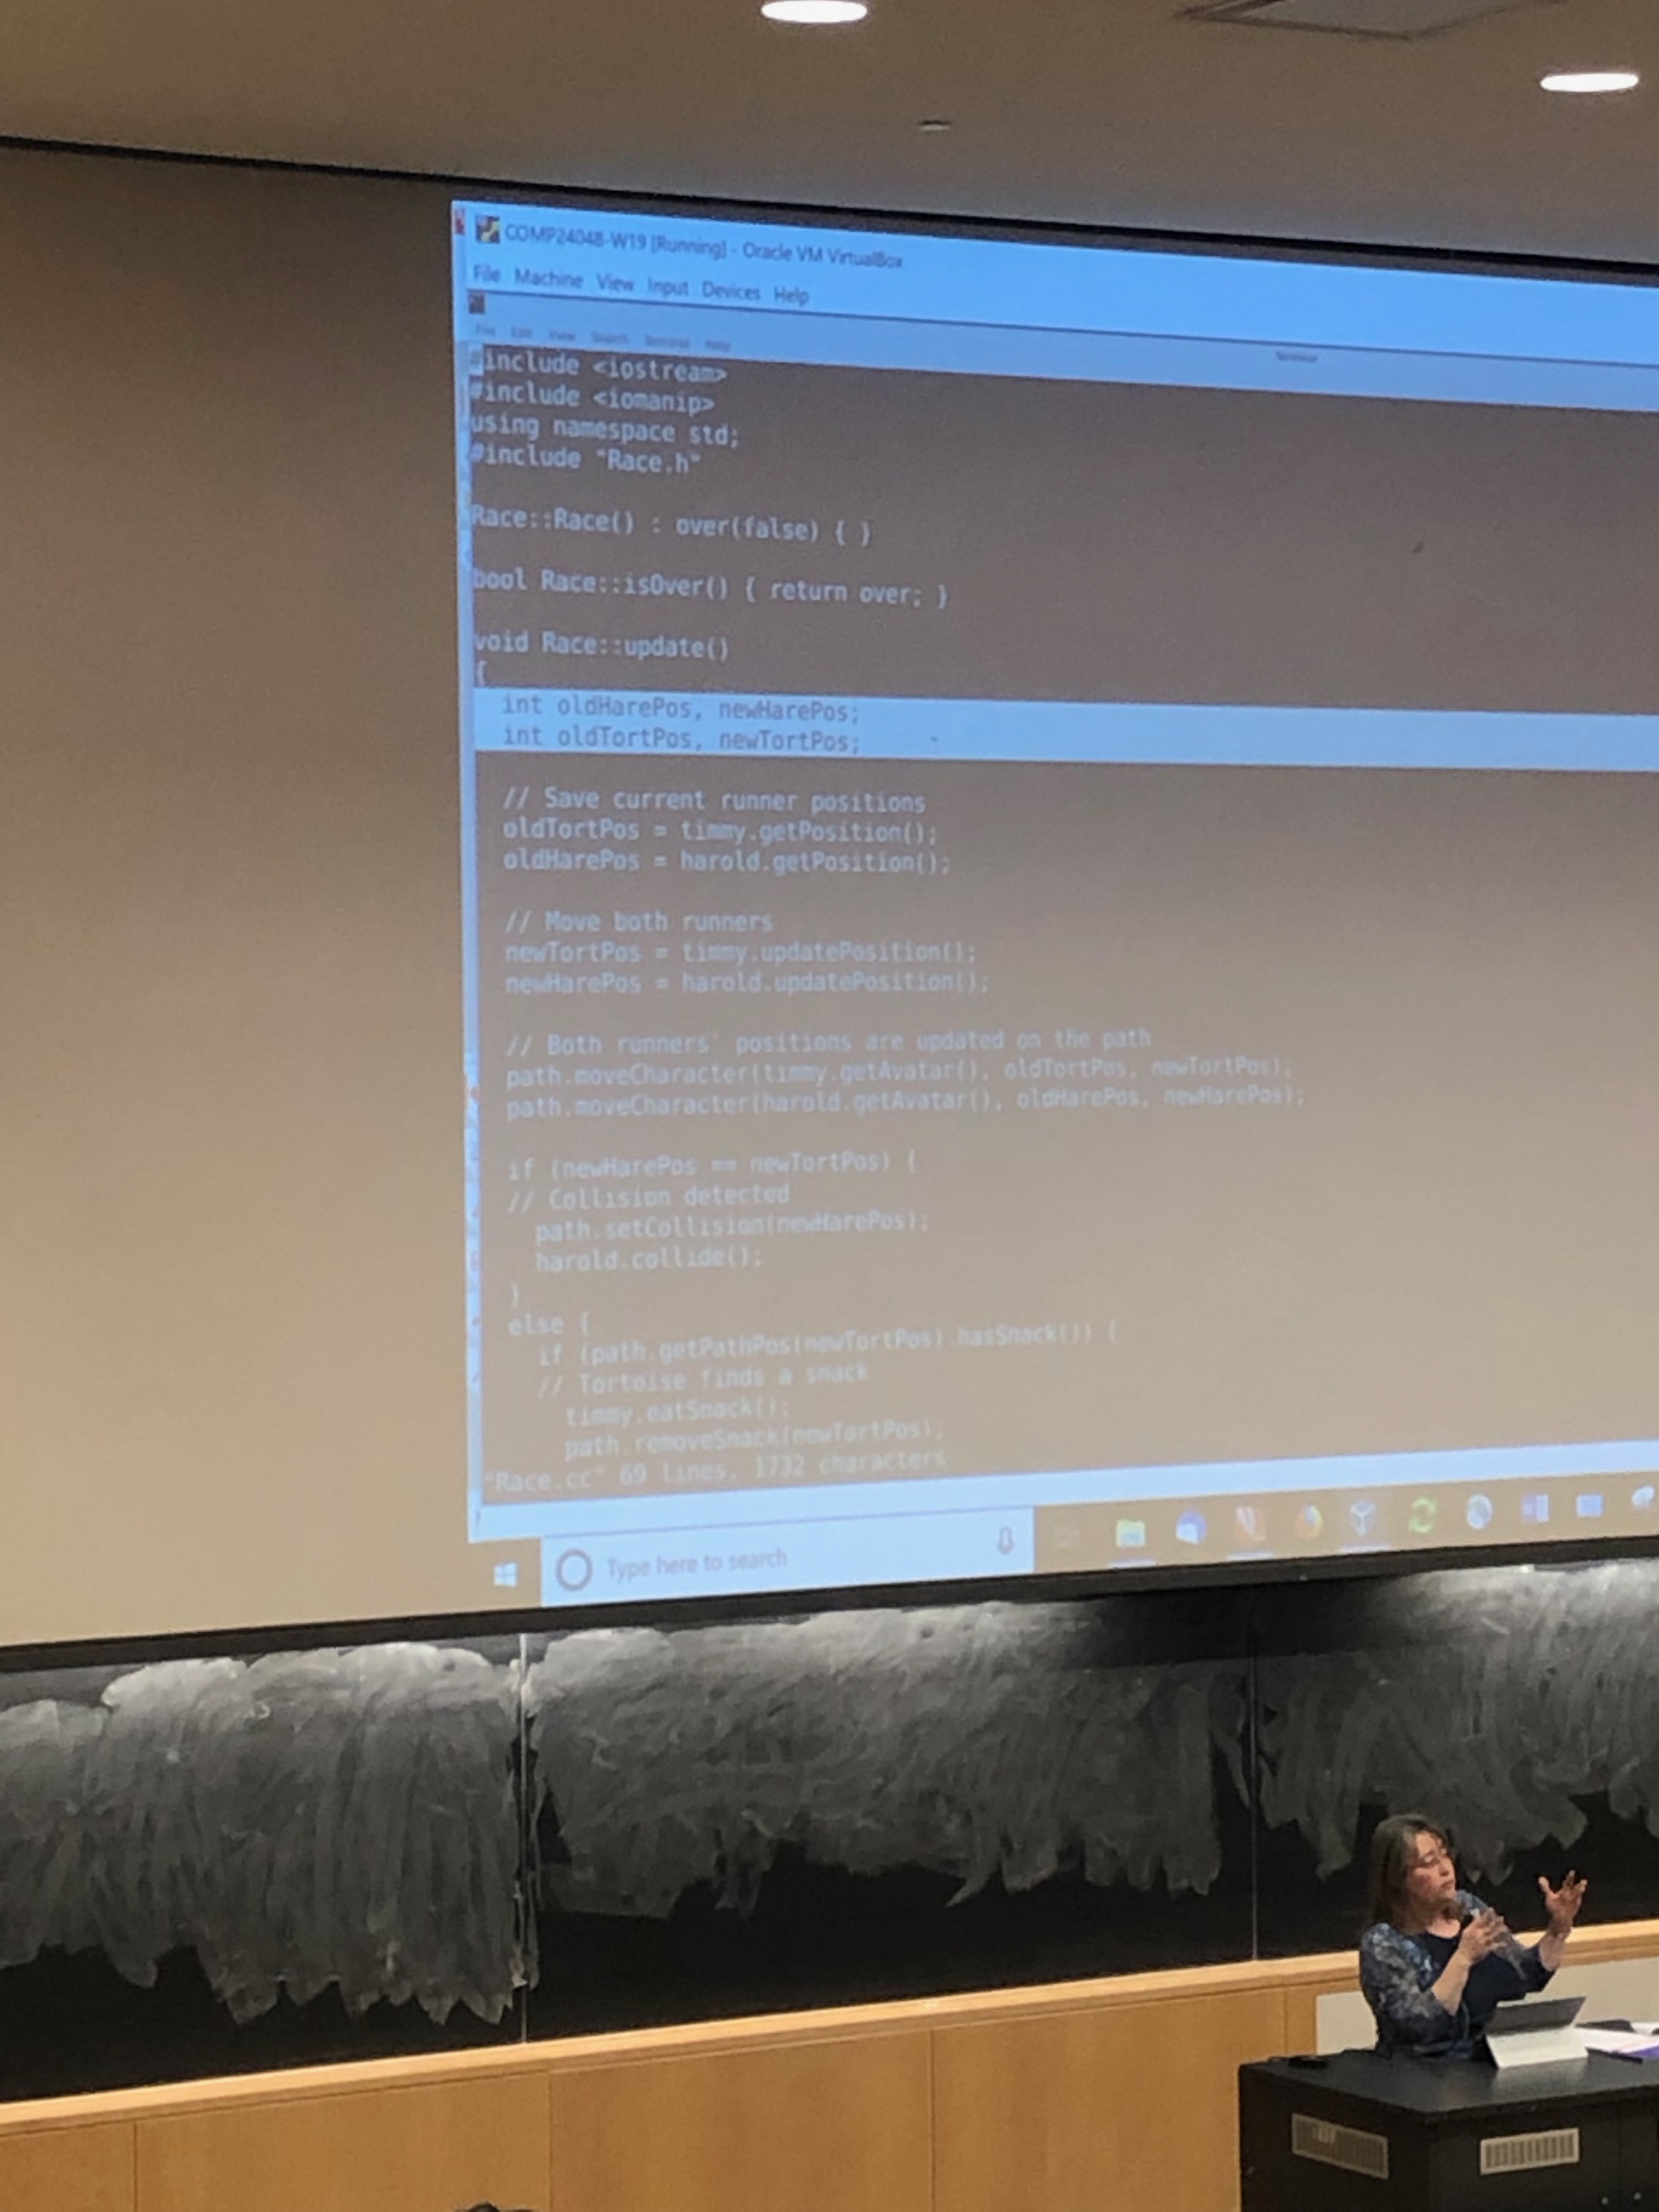 COMP2404B-W19 [Running] - Oracle VM VirtualBox
File Machine View Input Devices Help
File Edit View Search Terminal Help
Terminal
#include <iostream>
#include <iomanip>
using namespace std;
#include "Race.h"
Race::Race() : over(false) { }
bool Race::isOver() { return over; }
void Race::update()
{
int oldHarePos, newHarePos;
int oldTortPos, newTortPos;
// Save current runner positions
oldTortPos = timmy.getPosition();
oldHarePos = harold.getPosition();
// Move both runners
newTortPos = timmy.updatePosition();
newHarePos = harold.updatePosition();
// Both runners' positions are updated on the path
path.moveCharacter(timmy.getAvatar(), oldTortPos, newTortPos);
path.moveCharacter(harold.getAvatar(), oldHarePos, newHarePos);
if (newHarePos == newTortPos) {
// Collision detected
path.setCollision(newHarePos);
harold.collide();
}
else {
if (path.getPathPos(newTortPos).hasSnack()) {
// Tortoise finds a snack
timmy.eatSnack();
path.removeSnack(newTortPos);
"Race.cc" 69 lines, 1732 characters
Type here to search